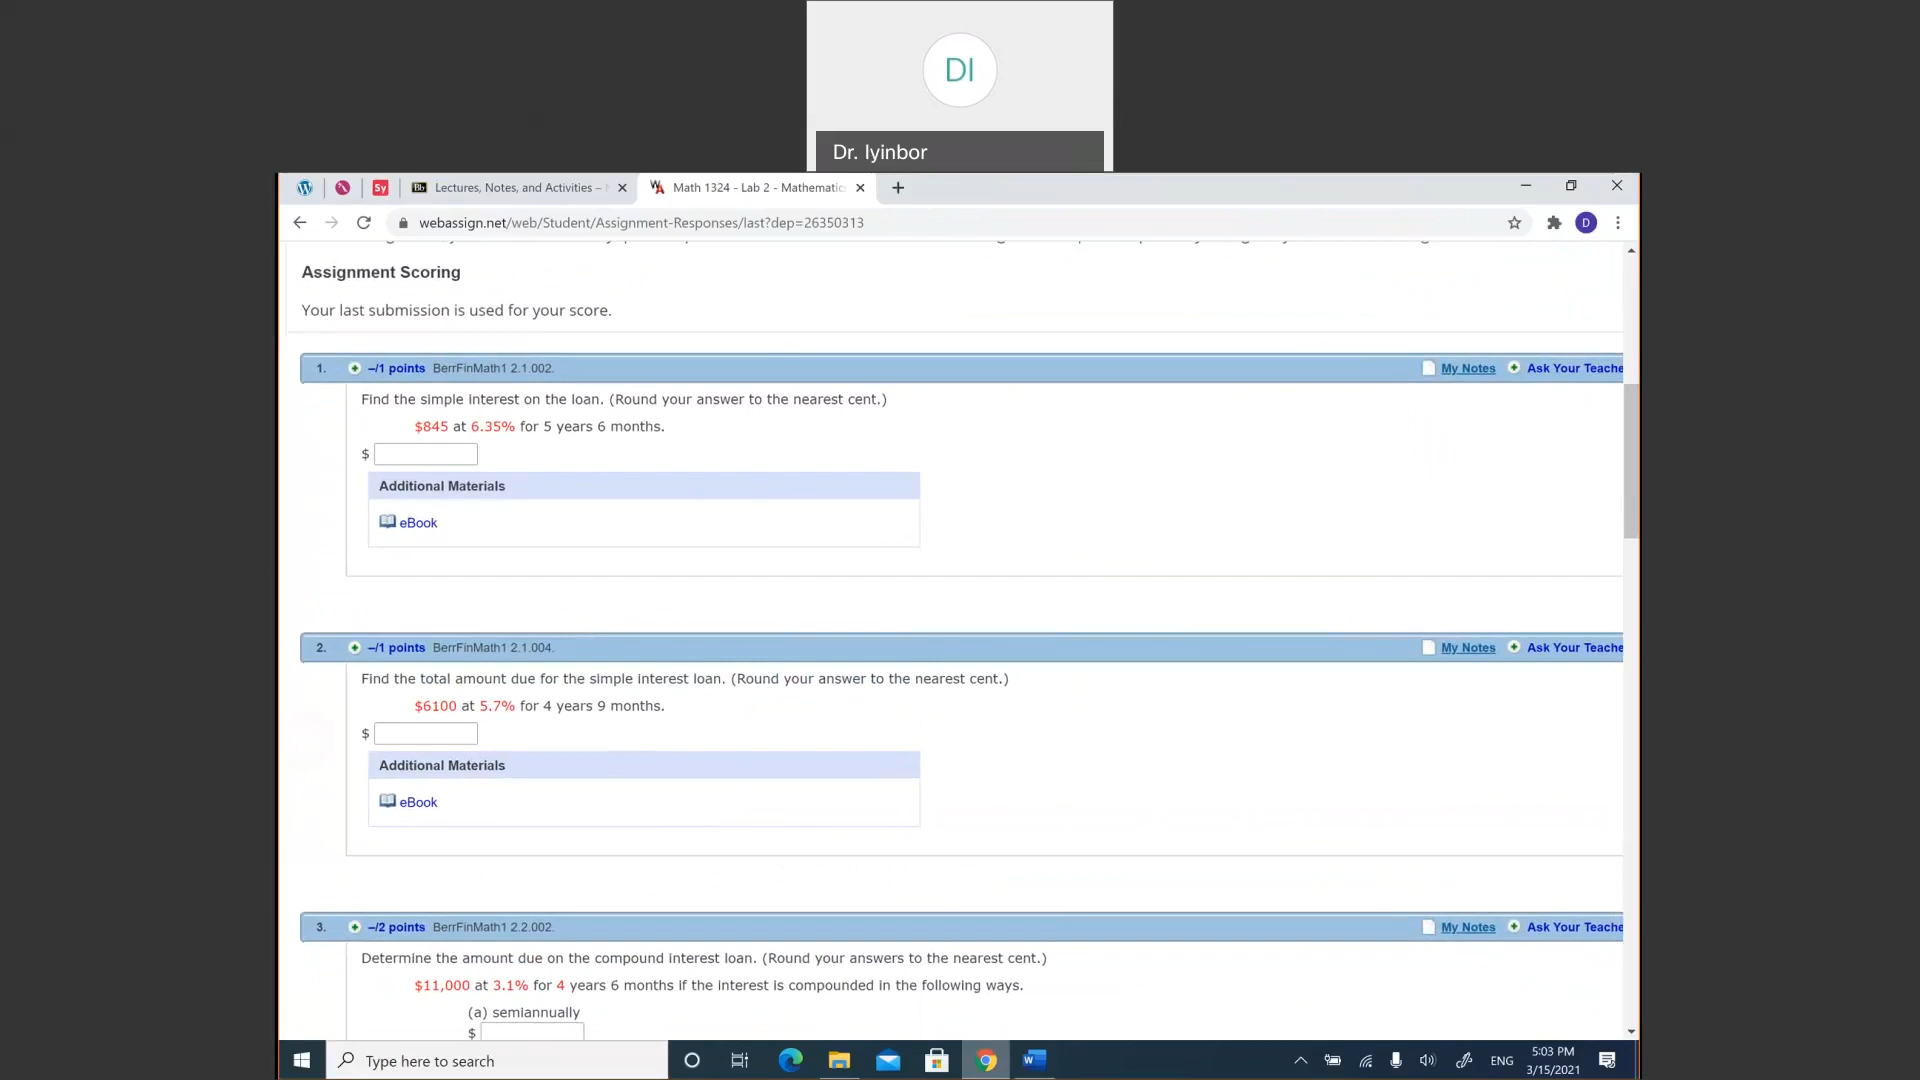 DI
Dr. Iyinbor
Sy
Bb
Lectures, Notes, and Activities –
Math 1324 - Lab 2 - Mathematic
webassign.net/web/Student/Assignment-Responses/last?dep=26350313
D
Assignment Scoring
Your last submission is used for your score.
1. –/1 points BerrFinMath1 2.1.002. My Notes Ask Your Teache
Find the simple interest on the loan. (Round your answer to the nearest cent.)
$845 at 6.35% for 5 years 6 months.
$
Additional Materials
eBook
2. –/1 points BerrFinMath1 2.1.004. My Notes Ask Your Teache
Find the total amount due for the simple interest loan. (Round your answer to the nearest cent.)
$6100 at 5.7% for 4 years 9 months.
$
Additional Materials
eBook
3. –/2 points BerrFinMath1 2.2.002. My Notes Ask Your Teache
Determine the amount due on the compound interest loan. (Round your answers to the nearest cent.)
$11,000 at 3.1% for 4 years 6 months if the interest is compounded in the following ways.
(a) semiannually
$
Type here to search
ENG
5:03 PM
3/15/2021